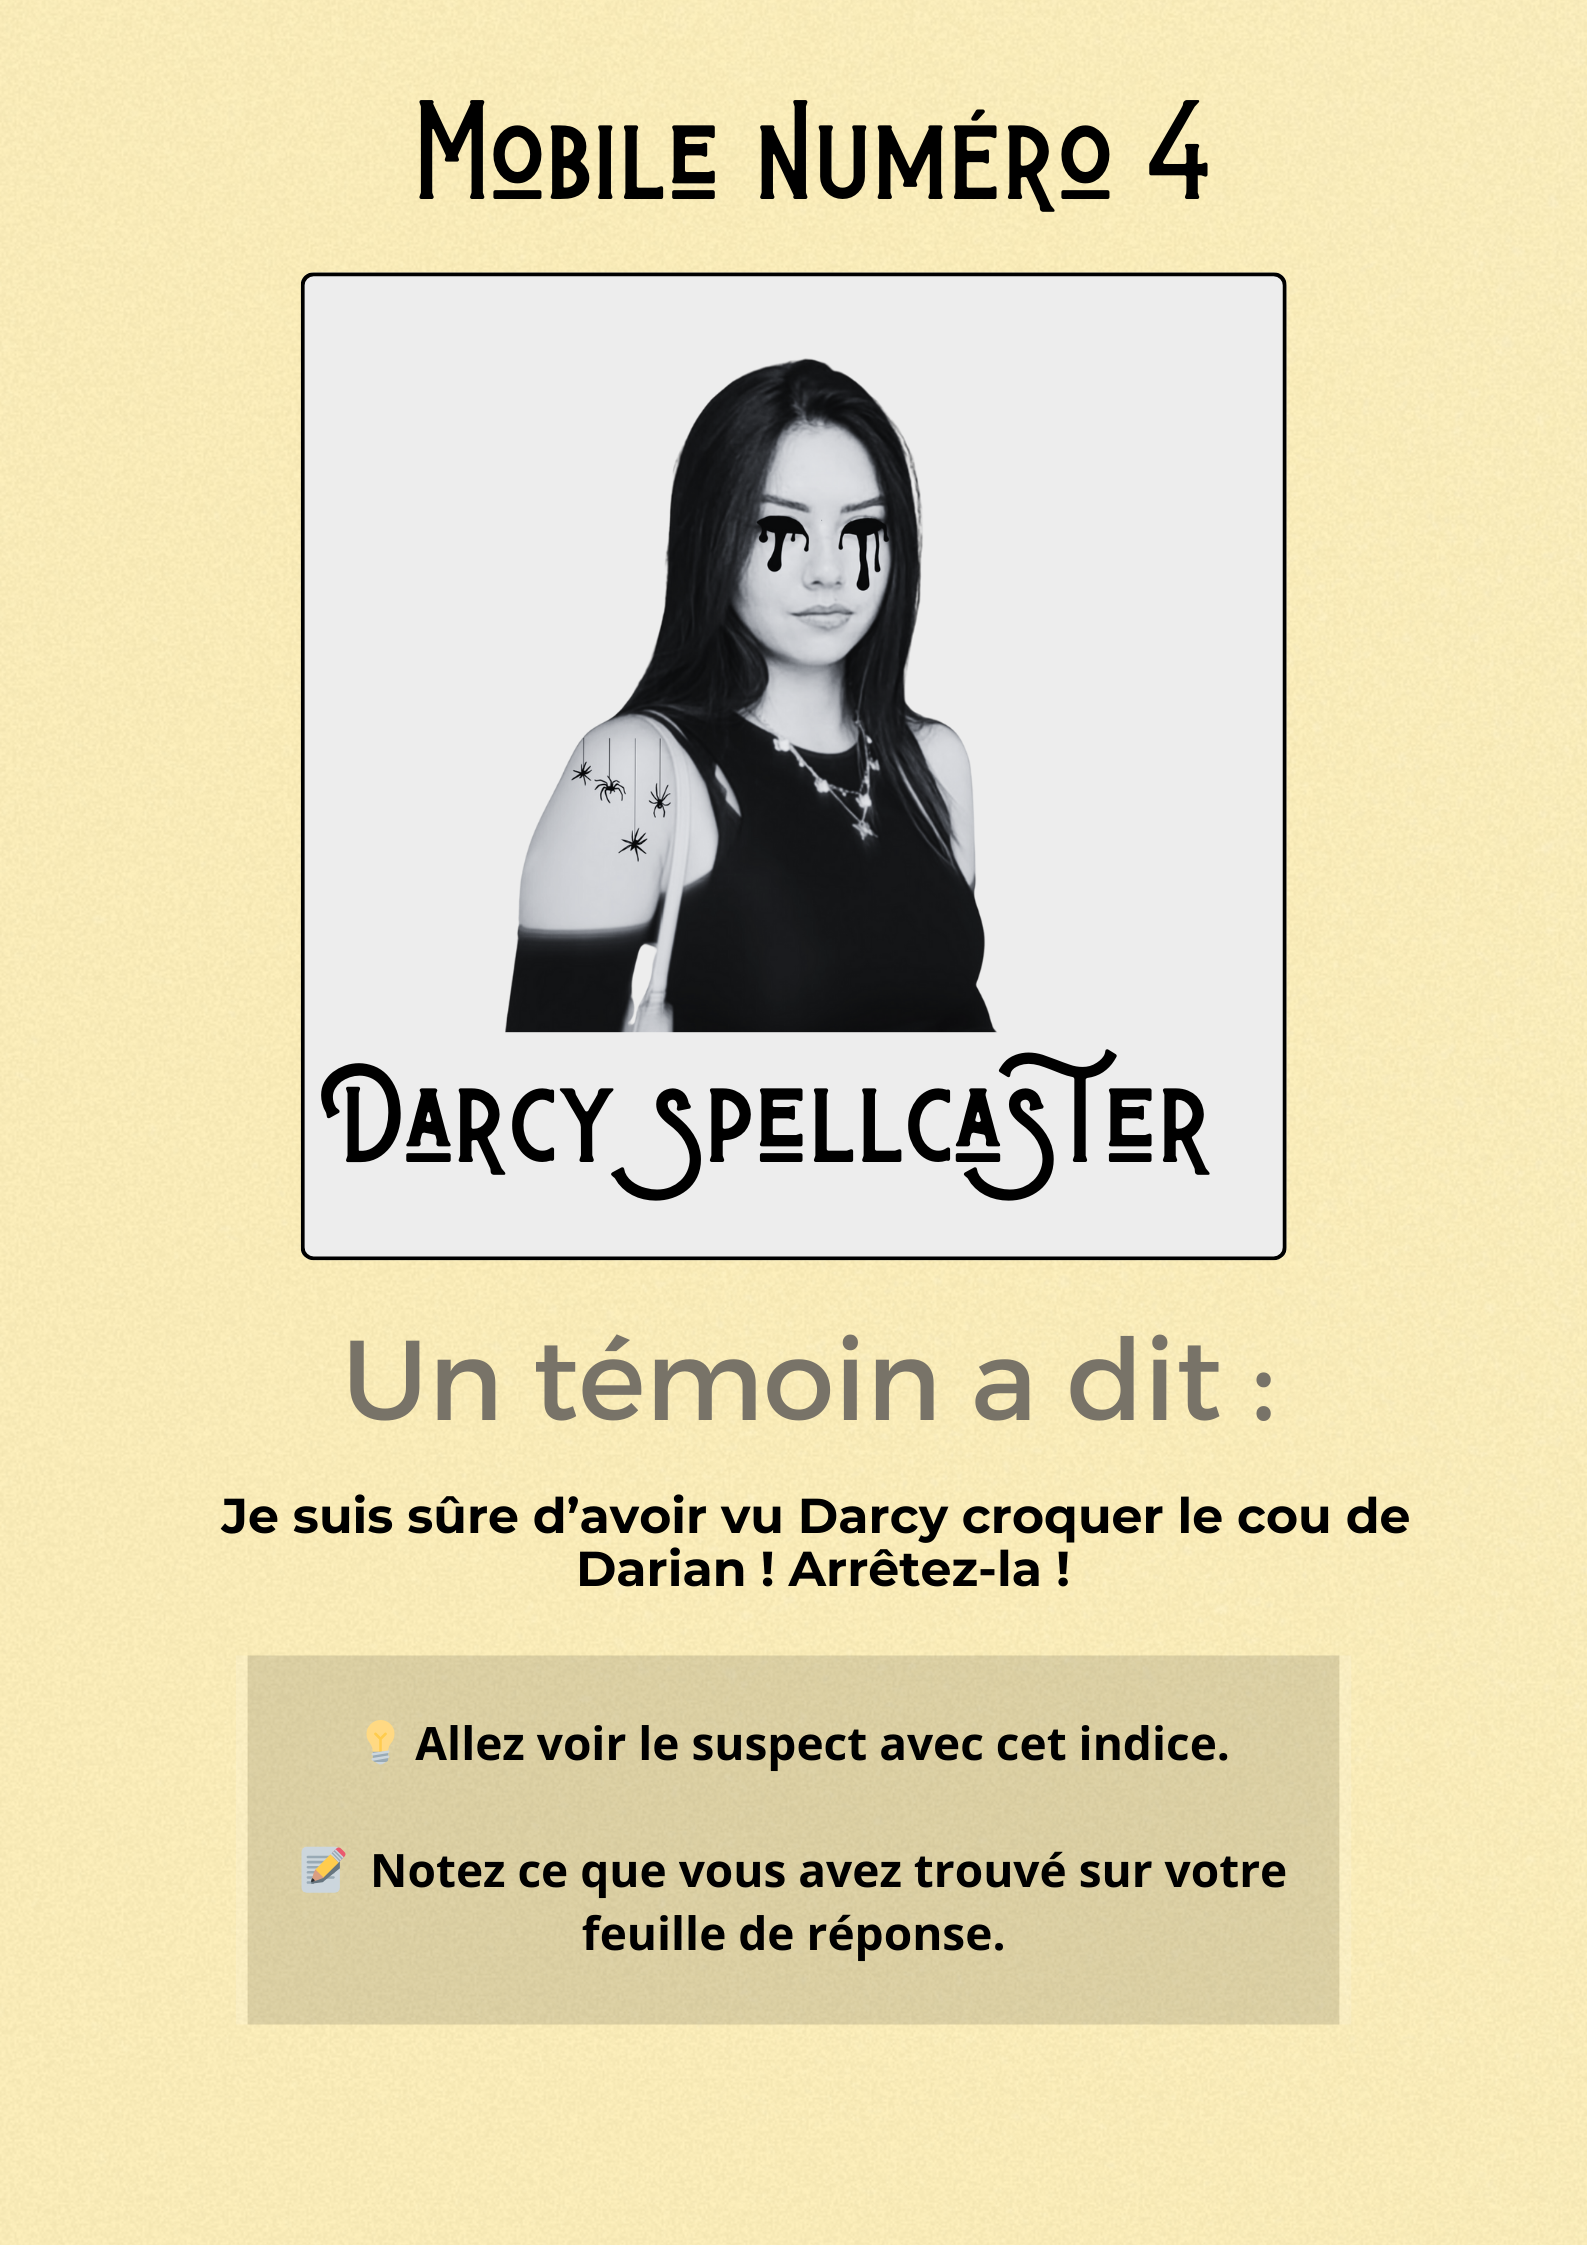 Mobile numéro 4
Darcy Spellcaster
Un témoin a dit :
Je suis sûre d’avoir vu Darcy croquer le cou de
Darian ! Arrêtez-la !
💡 Allez voir le suspect avec cet indice.
📝 Notez ce que vous avez trouvé sur votre
feuille de réponse.